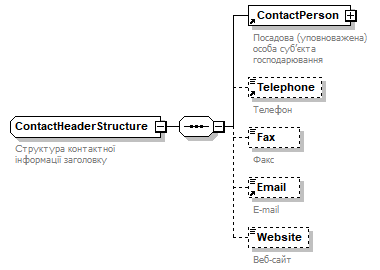 ContactPerson
Посадова (уповноважена)
особа суб'єкта
господарювання
Telephone
Телефон
ContactHeaderStructure
Структура контактної
інформації заголовку
Fax
Факс
Email
E-mail
Website
Веб-сайт